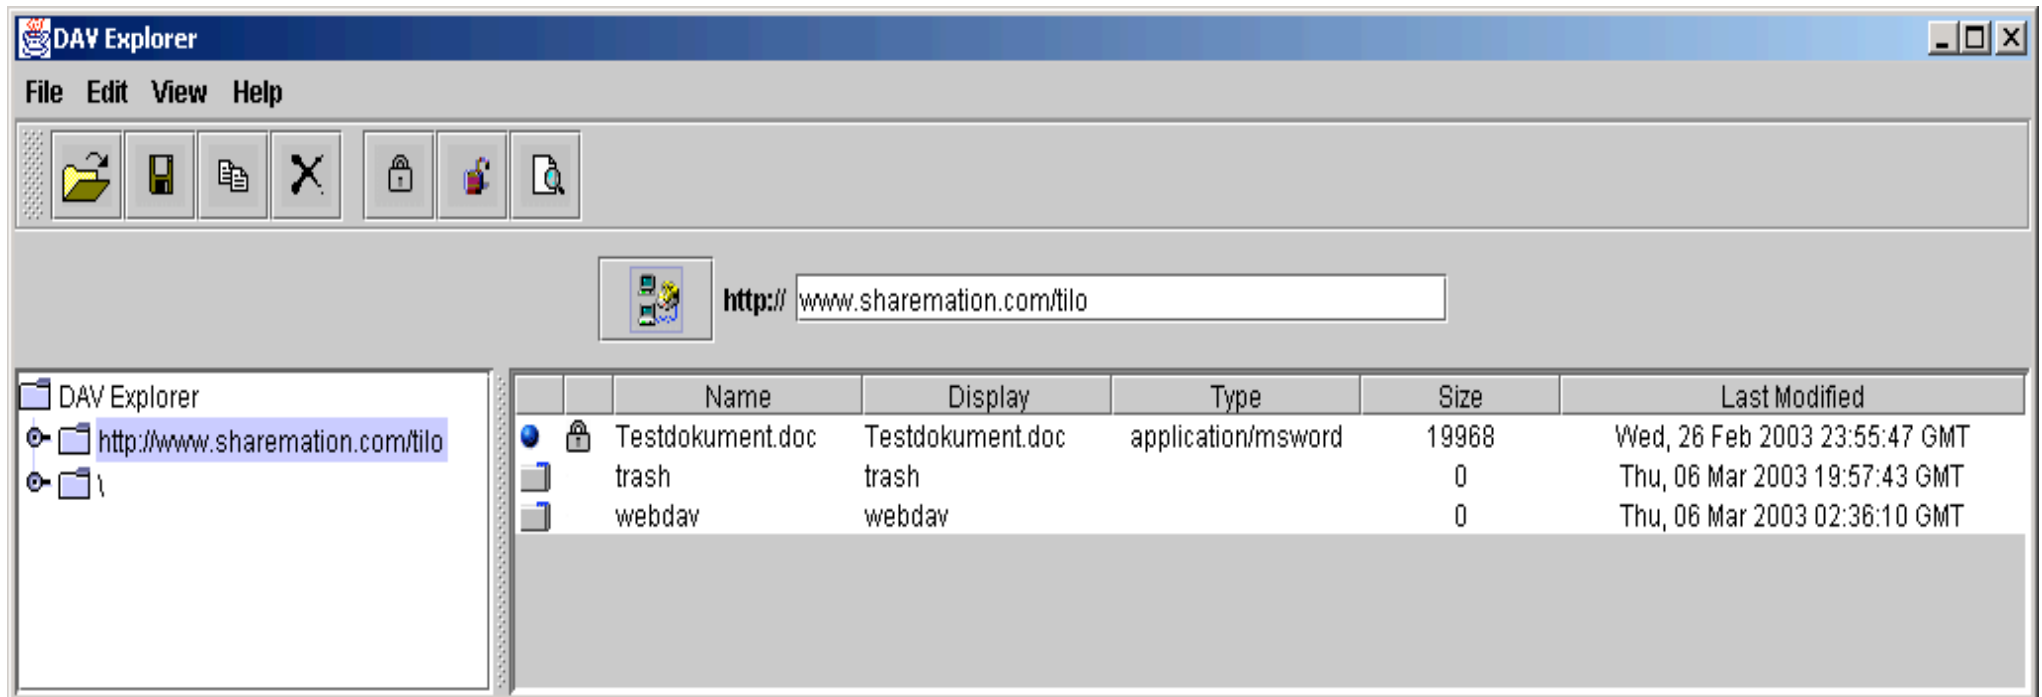 DAV Explorer
File Edit View Help
http:// www.sharemation.com/tilo
DAV Explorer
http://www.sharemation.com/tilo
\
Name Display Type Size Last Modified
Testdokument.doc Testdokument.doc application/msword 19968 Wed, 26 Feb 2003 23:55:47 GMT
trash trash 0 Thu, 06 Mar 2003 19:57:43 GMT
webdav webdav 0 Thu, 06 Mar 2003 02:36:10 GMT